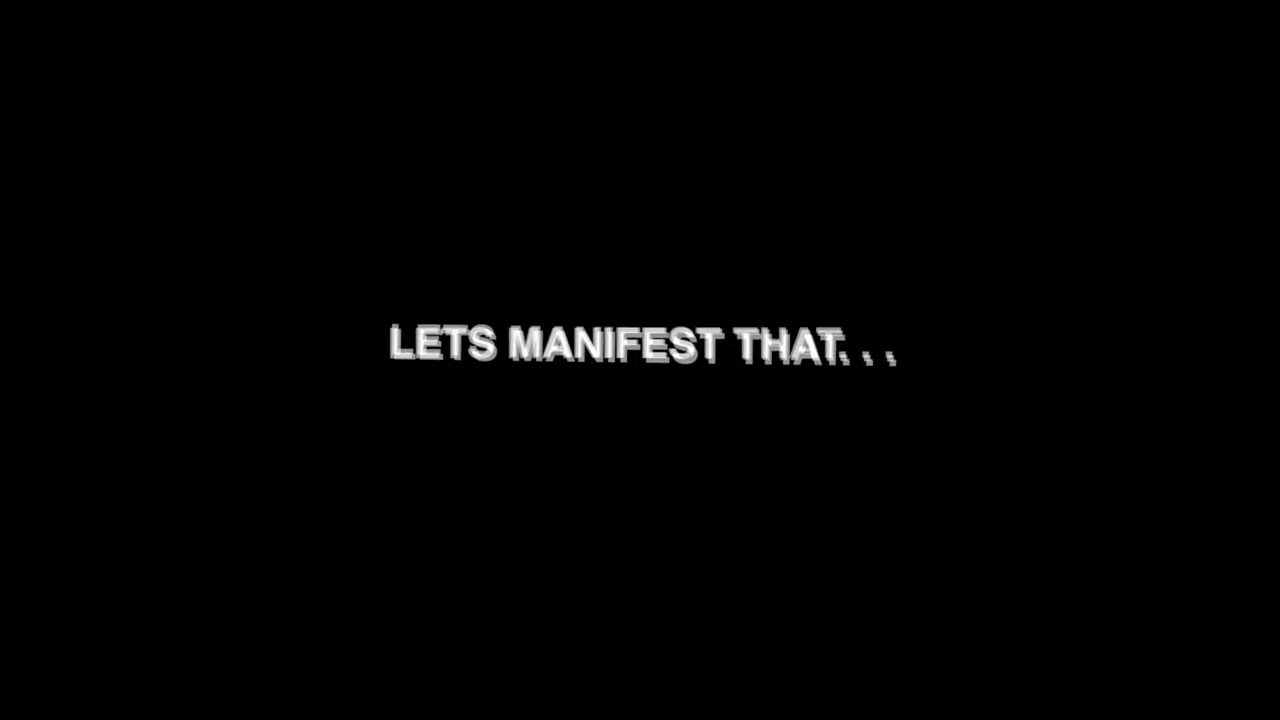 LETS MANIFEST THAT. . .